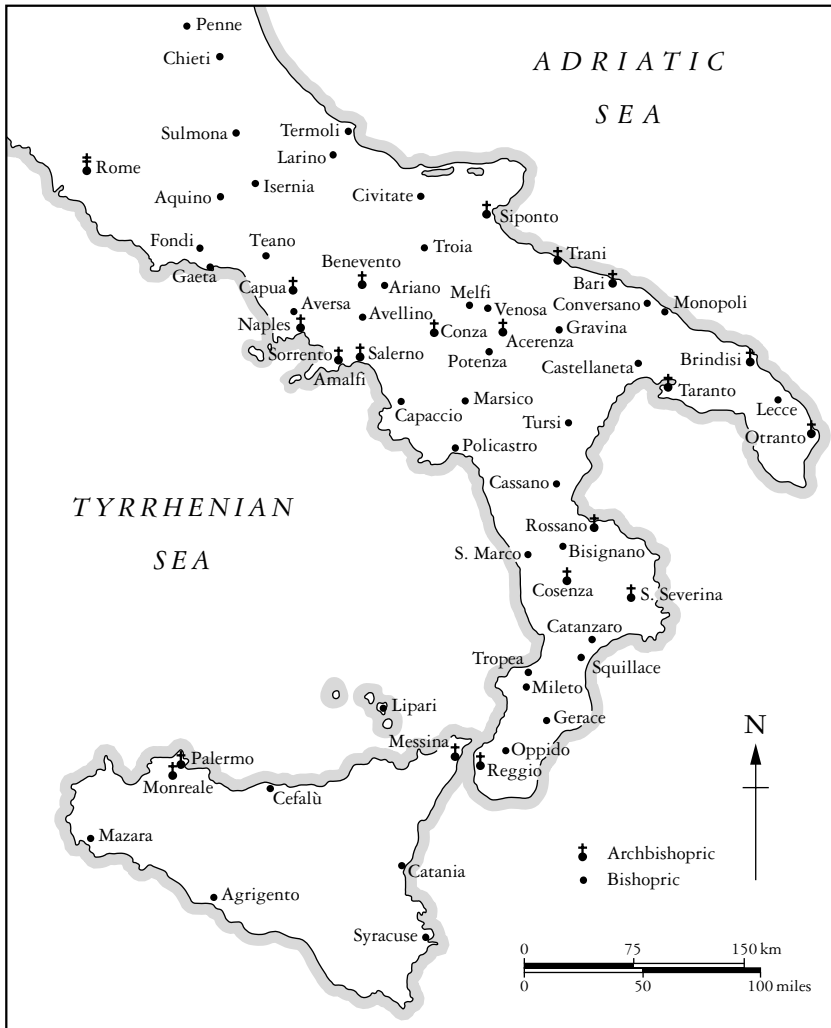 Penne
Chieti
ADRIATIC
SEA
Sulmona
Termoli
Larino
Rome
Isernia
Aquino
Civitate
Siponto
Fondi
Teano
Troia
Trani
Gaeta
Benevento
Capua
Ariano
Bari
Aversa
Melfi
Venosa
Conversano
Monopoli
Naples
Avellino
Conza
Acerenza
Gravina
Sorrento
Salerno
Potenza
Brindisi
Amalfi
Castellaneta
Taranto
Capaccio
Marsico
Lecce
Tursi
Otranto
Policastro
Cassano
TYRRHENIAN
SEA
Rossano
S. Marco
Bisignano
Cosenza
S. Severina
Catanzaro
Tropea
Squillace
Mileto
Lipari
Gerace
N
Messina
Oppido
Palermo
Reggio
Monreale
Cefalù
Mazara
Archbishopric
Catania
Bishopric
Agrigento
Syracuse
0 75 150 km
0 50 100 miles